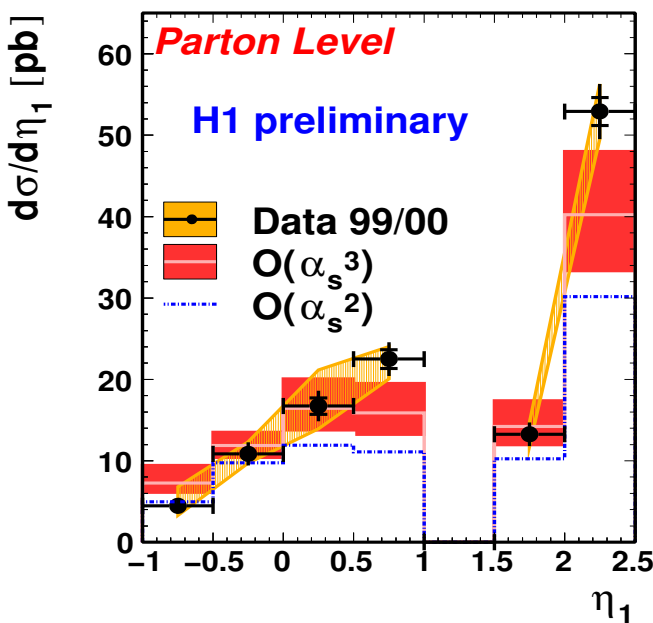 dσ/dη₁ [pb]
Parton Level
H1 preliminary
Data 99/00
O(αₛ³)
O(αₛ²)
60
50
40
30
20
10
0
-1 -0.5 0 0.5 1 1.5 2 2.5
η₁